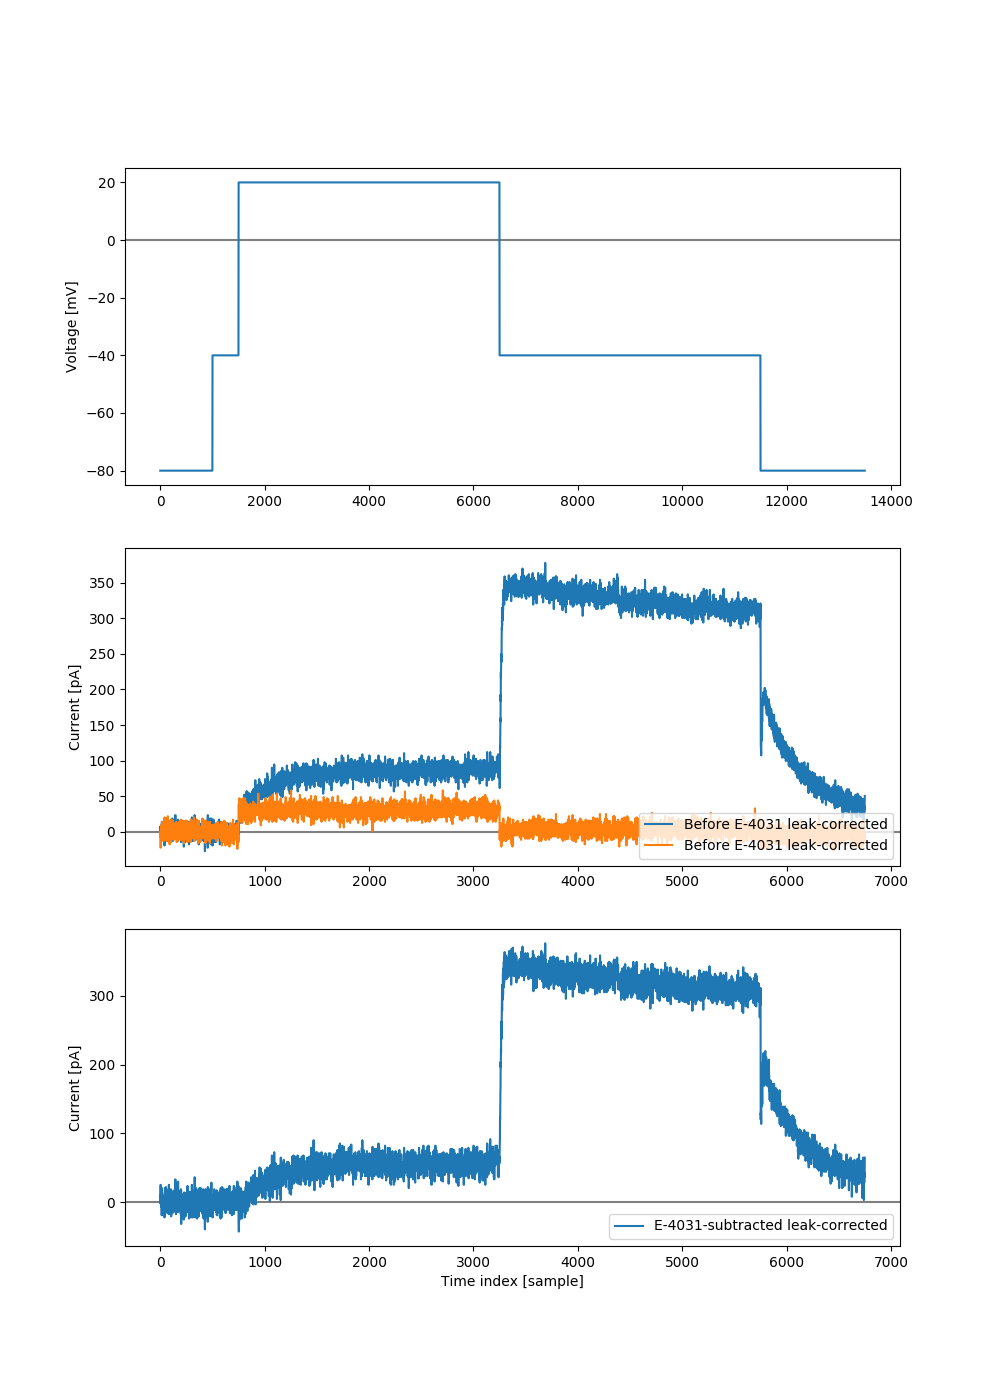 20
0
−20
−40
−60
−80
Voltage [mV]
0 2000 4000 6000 8000 10000 12000 14000
350
300
250
200
150
100
50
0
Current [pA]
Before E-4031 leak-corrected
Before E-4031 leak-corrected
0 1000 2000 3000 4000 5000 6000 7000
300
200
100
0
Current [pA]
E-4031-subtracted leak-corrected
0 1000 2000 3000 4000 5000 6000 7000
Time index [sample]